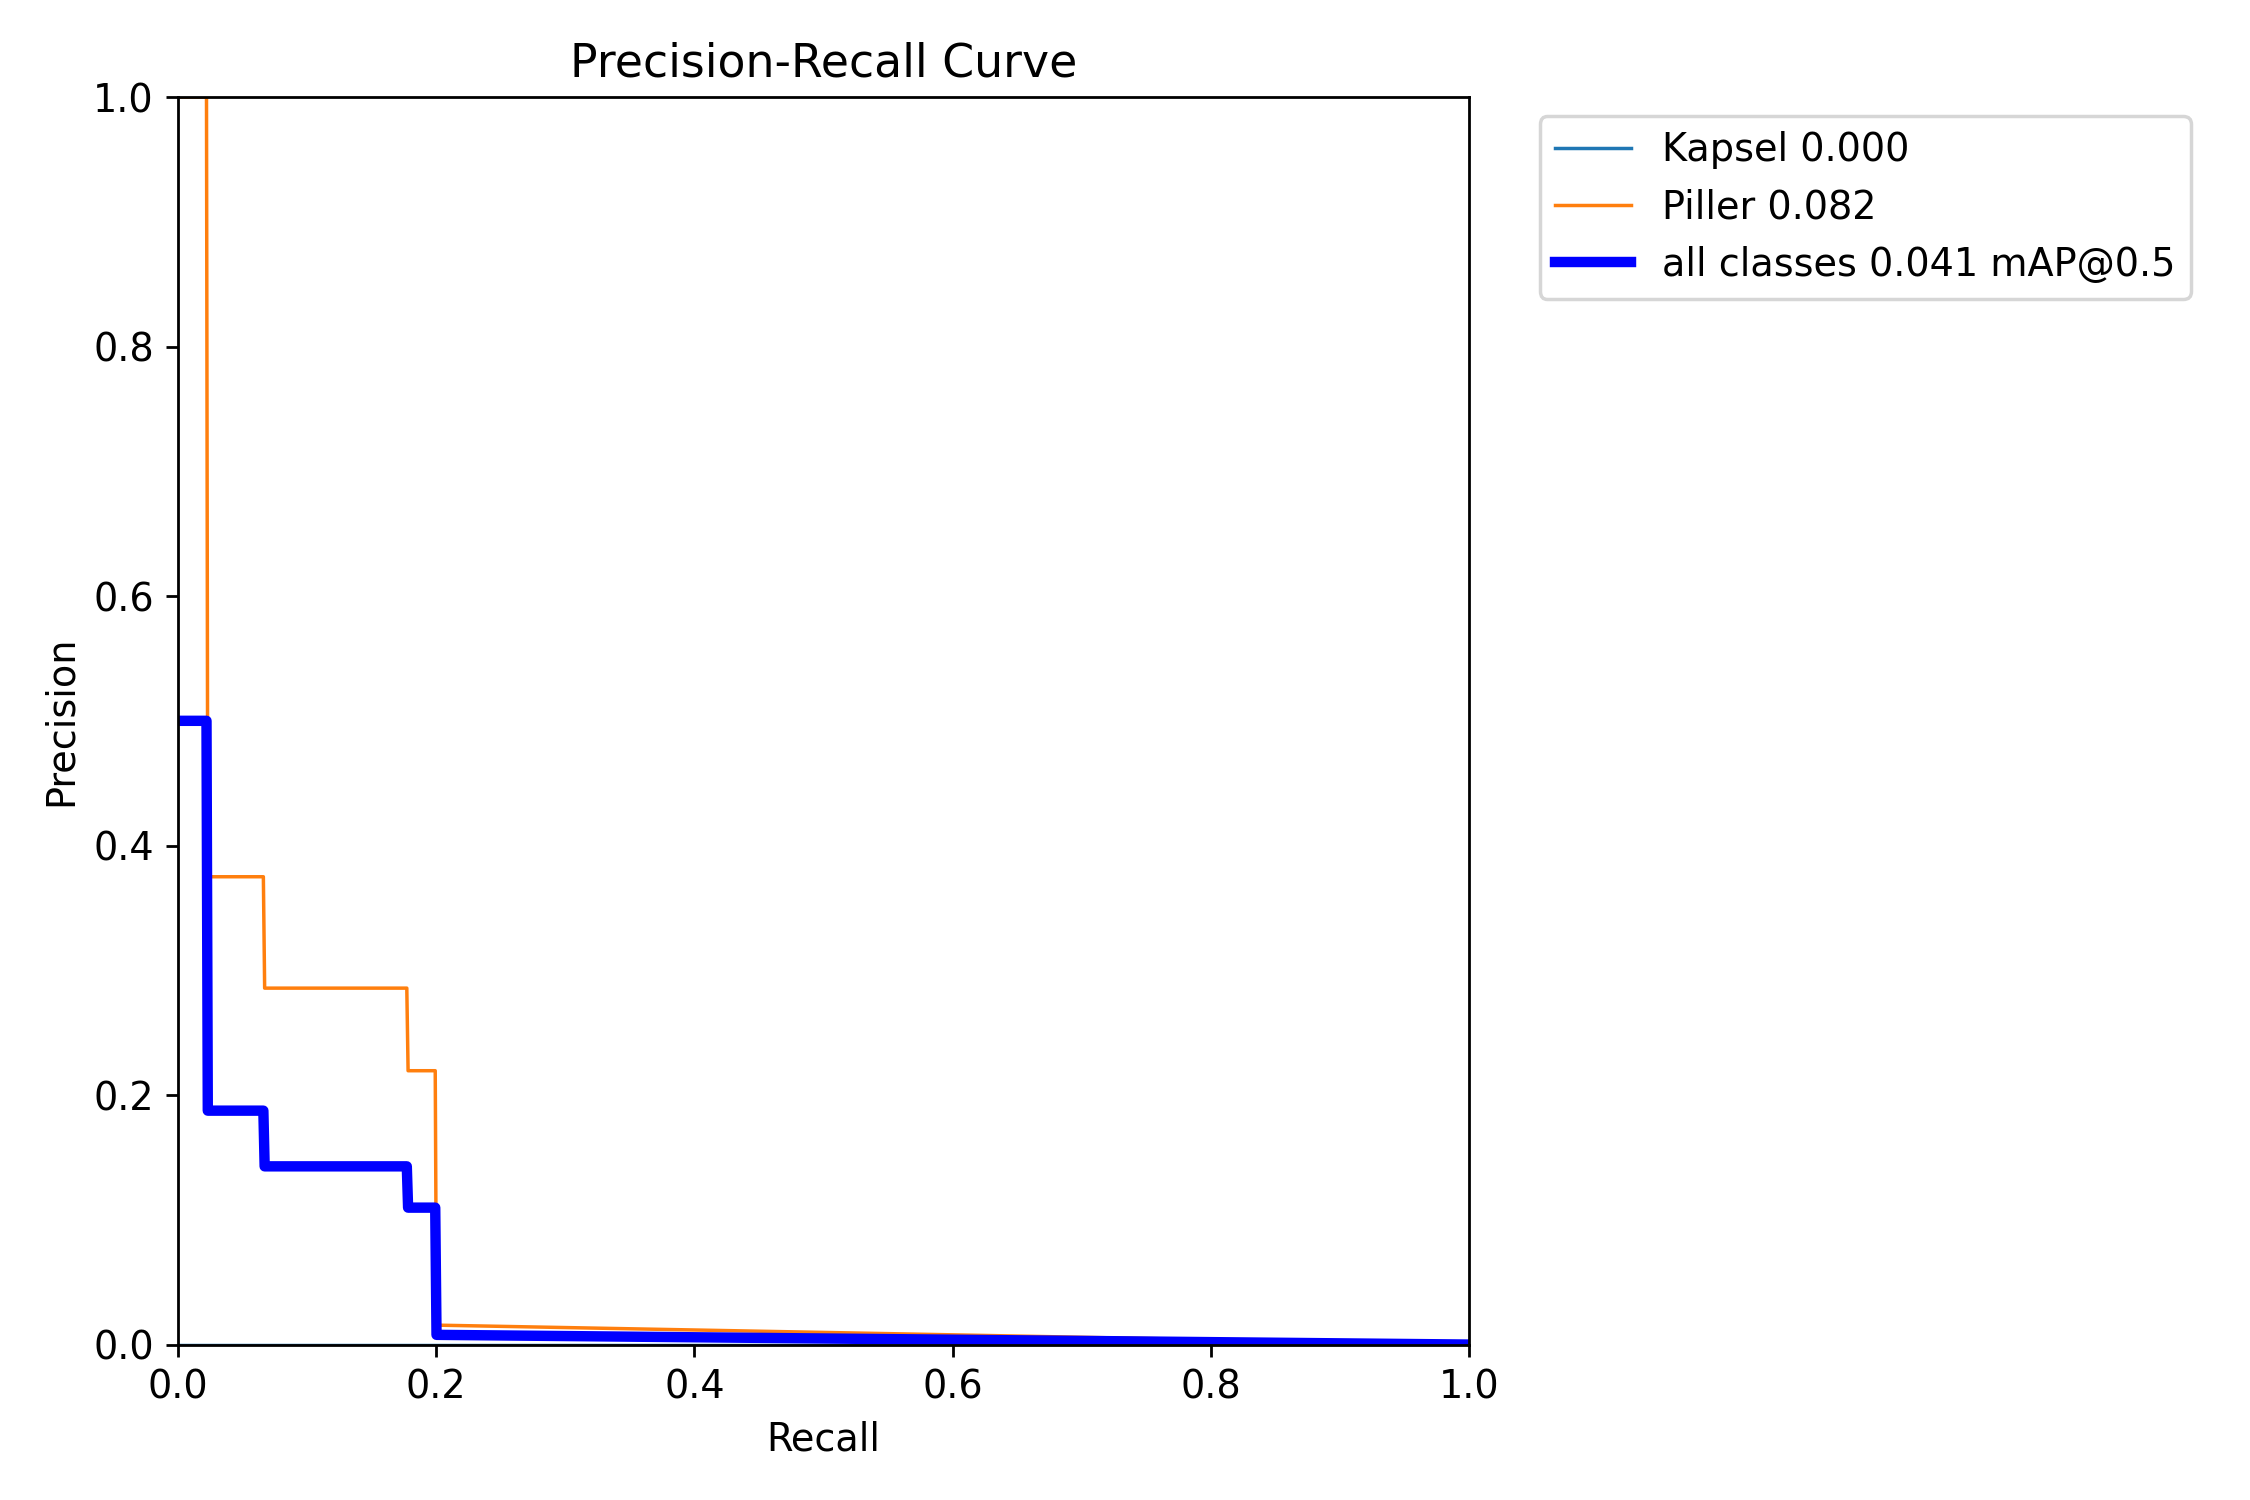 Precision-Recall Curve
Kapsel 0.000
Piller 0.082
all classes 0.041 mAP@0.5
Precision
1.0
0.8
0.6
0.4
0.2
0.0
0.0 0.2 0.4 0.6 0.8 1.0
Recall